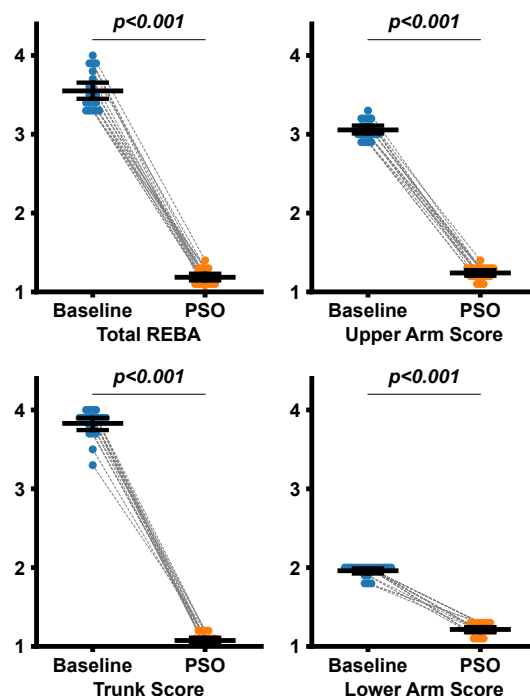 p<0.001
4
3
2
1
Baseline PSO
Total REBA
p<0.001
4
3
2
1
Baseline PSO
Upper Arm Score
p<0.001
4
3
2
1
Baseline PSO
Trunk Score
p<0.001
4
3
2
1
Baseline PSO
Lower Arm Score